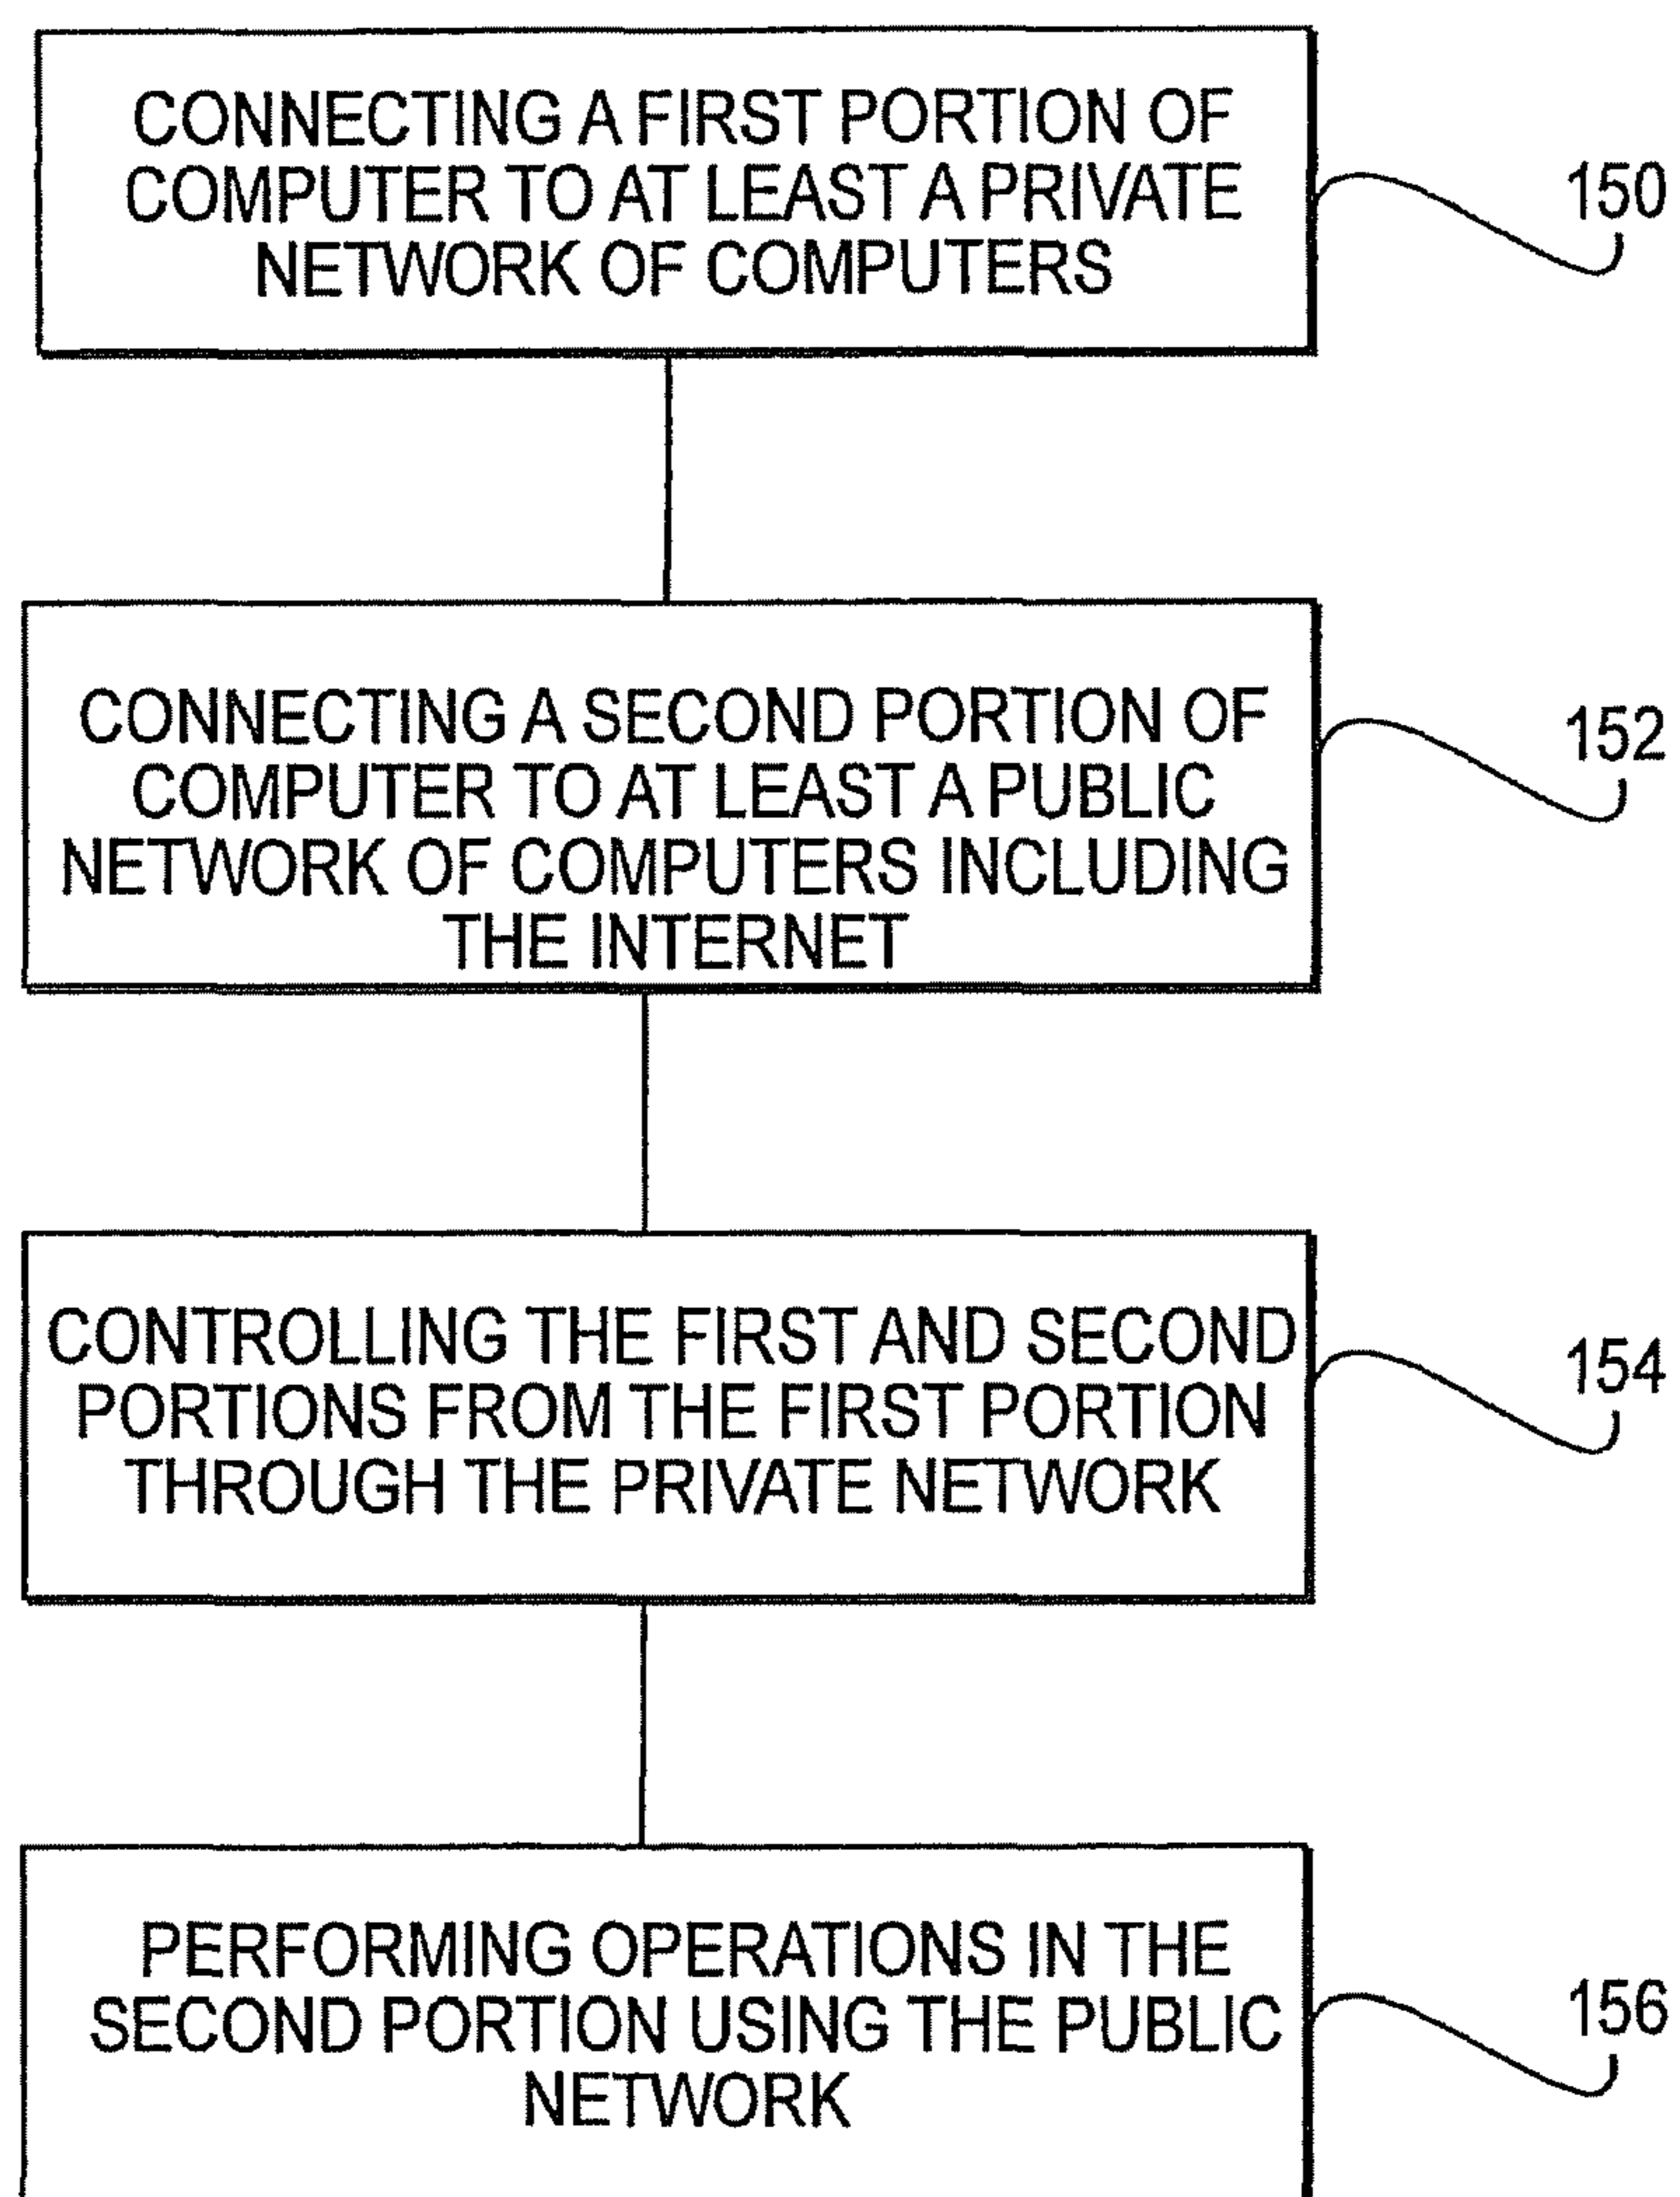 CONNECTING A FIRST PORTION OF
COMPUTER TO AT LEAST A PRIVATE
NETWORK OF COMPUTERS
150
CONNECTING A SECOND PORTION OF
COMPUTER TO AT LEAST A PUBLIC
NETWORK OF COMPUTERS INCLUDING
THE INTERNET
152
CONTROLLING THE FIRST AND SECOND
PORTIONS FROM THE FIRST PORTION
THROUGH THE PRIVATE NETWORK
154
PERFORMING OPERATIONS IN THE
SECOND PORTION USING THE PUBLIC
NETWORK
156